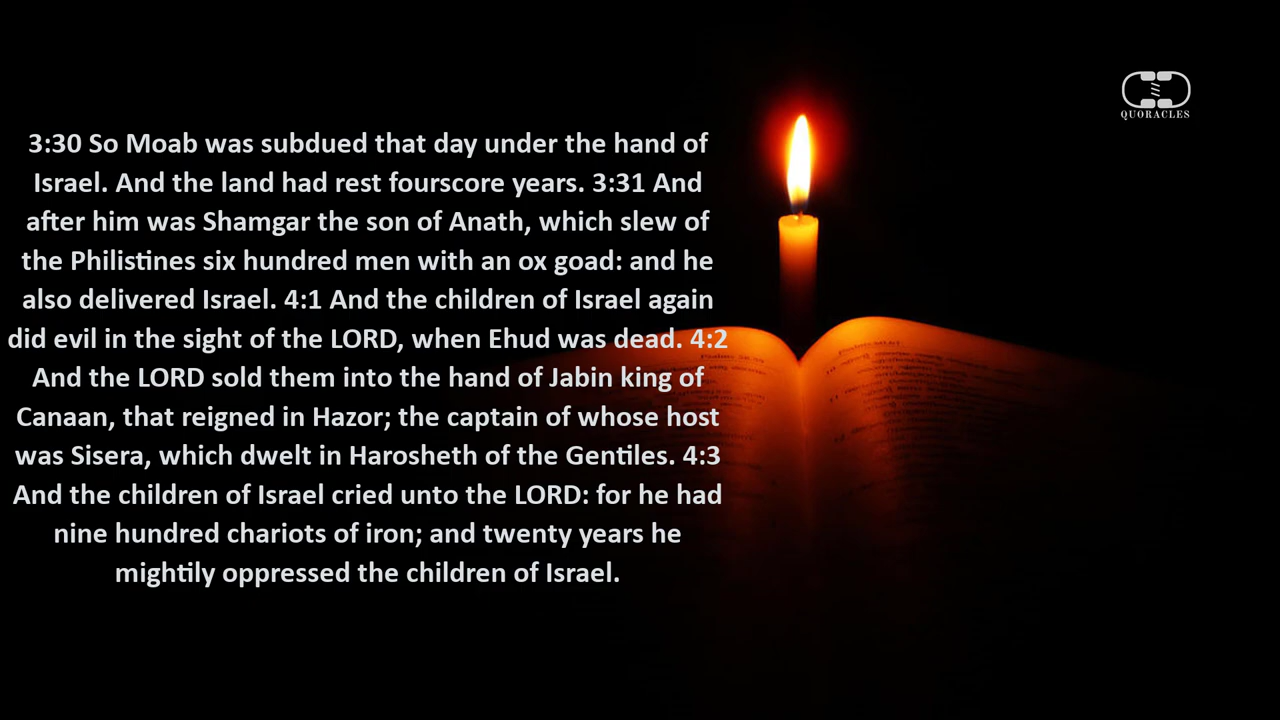 3:30 So Moab was subdued that day under the hand of
Israel. And the land had rest fourscore years. 3:31 And
after him was Shamgar the son of Anath, which slew of
the Philistines six hundred men with an ox goad: and he
also delivered Israel. 4:1 And the children of Israel again
did evil in the sight of the LORD, when Ehud was dead. 4:2
And the LORD sold them into the hand of Jabin king of
Canaan, that reigned in Hazor; the captain of whose host
was Sisera, which dwelt in Harosheth of the Gentiles. 4:3
And the children of Israel cried unto the LORD: for he had
nine hundred chariots of iron; and twenty years he
mightily oppressed the children of Israel.
QUORACLES